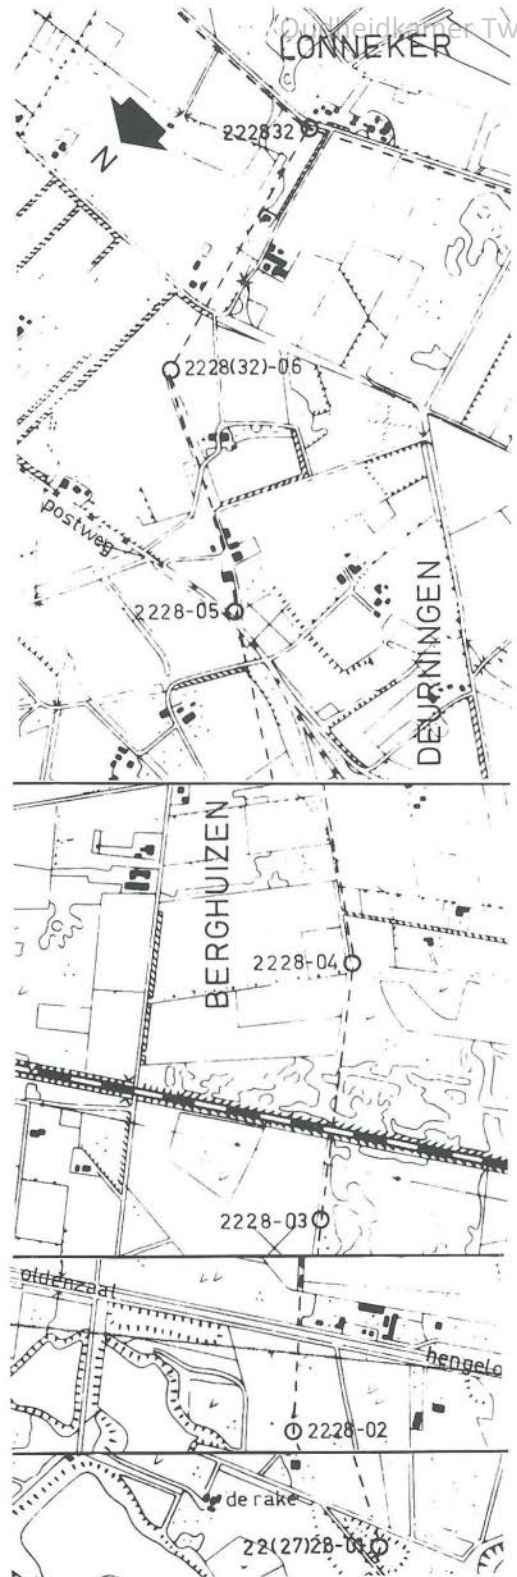 Oudheidkamer Tw
LONNEKER
222832
N
2228(32)-06
postweg
2228-05
DEURNINGEN
BERGHUIZEN
2228-04
2228-03
oldenzaal
hengelo
2228-02
de rake
22(27)28-01